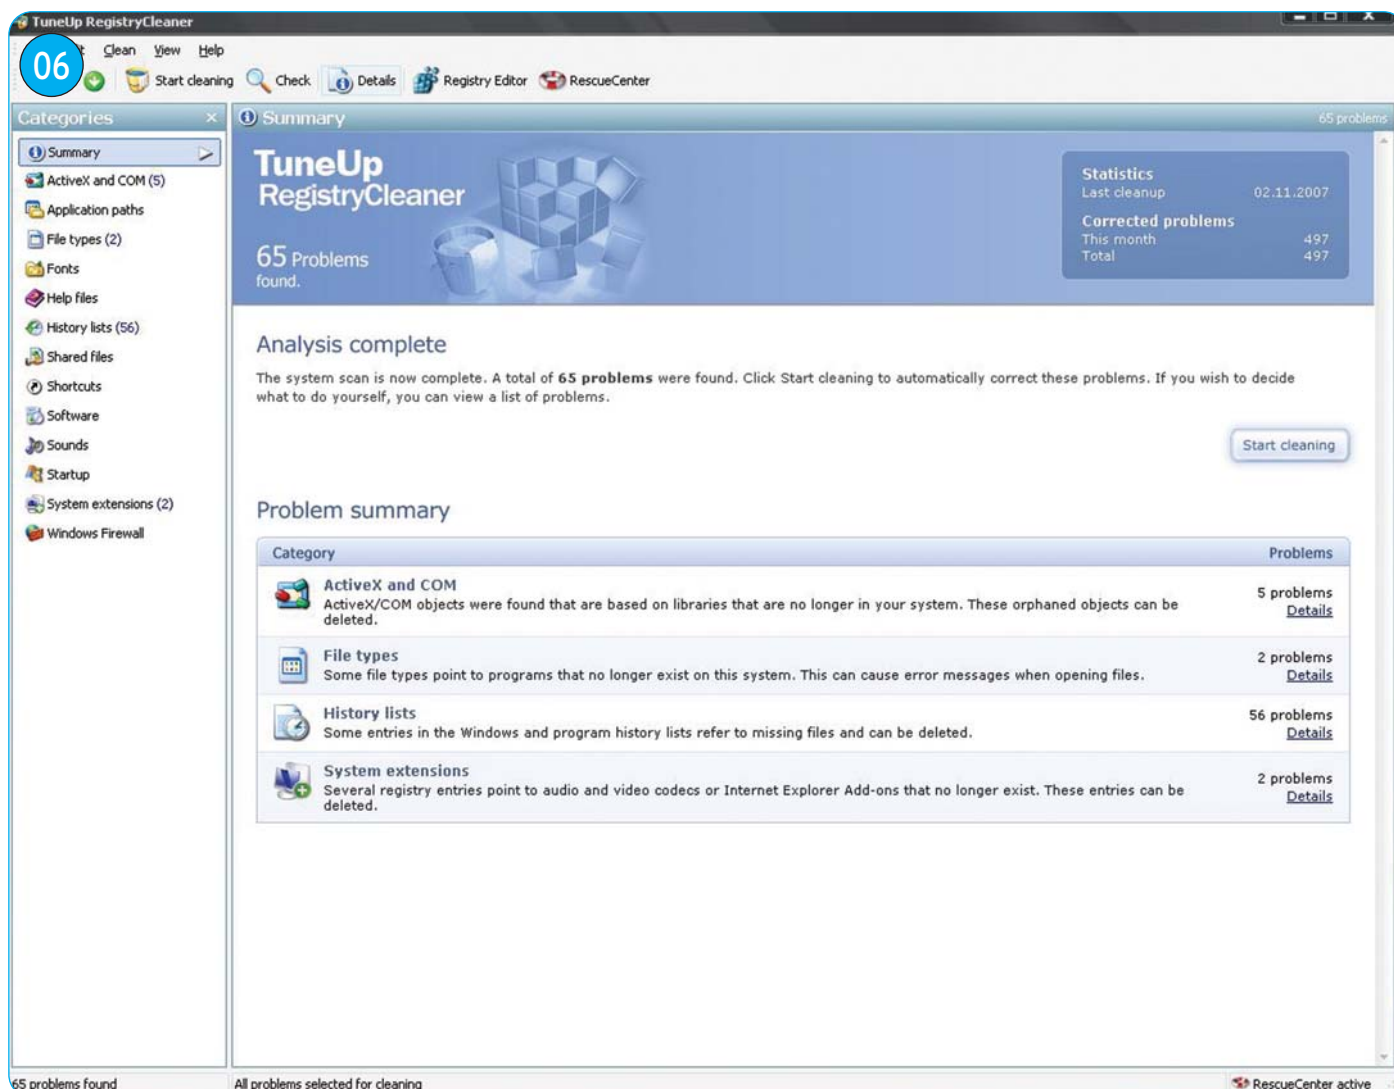 TuneUp RegistryCleaner
06
Clean View Help
Start cleaning Check Details Registry Editor RescueCenter
Categories
Summary
65 problems
Summary
ActiveX and COM (5)
Application paths
File types (2)
Fonts
Help files
History lists (56)
Shared files
Shortcuts
Software
Sounds
Startup
System extensions (2)
Windows Firewall
TuneUp
RegistryCleaner
65 Problems
found.
Statistics
Last cleanup 02.11.2007
Corrected problems
This month 497
Total 497
Analysis complete
The system scan is now complete. A total of 65 problems were found. Click Start cleaning to automatically correct these problems. If you wish to decide
what to do yourself, you can view a list of problems.
Start cleaning
Problem summary
Category Problems
ActiveX and COM
ActiveX/COM objects were found that are based on libraries that are no longer in your system. These orphaned objects can be
deleted.
5 problems
Details
File types
Some file types point to programs that no longer exist on this system. This can cause error messages when opening files.
2 problems
Details
History lists
Some entries in the Windows and program history lists refer to missing files and can be deleted.
56 problems
Details
System extensions
Several registry entries point to audio and video codecs or Internet Explorer Add-ons that no longer exist. These entries can be
deleted.
2 problems
Details
65 problems found
All problems selected for cleaning
RescueCenter active